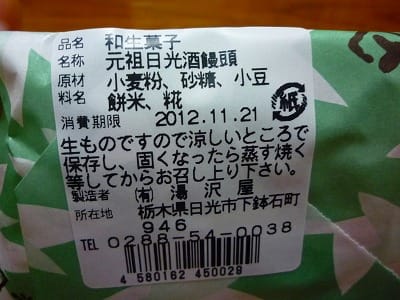 品名 和生菓子
名称 元祖日光酒饅頭
原材 小麦粉、砂糖、小豆
料名 餅米、糀
消費期限 2012.11.21
紙
生ものですので涼しいところで
保存し、固くなったら蒸す焼く
等してからお召し上り下さい。
製造者 (有) 湯沢屋
所在地 栃木県日光市下鉢石町
946
TEL 0288-54-0038
4 580162 450029